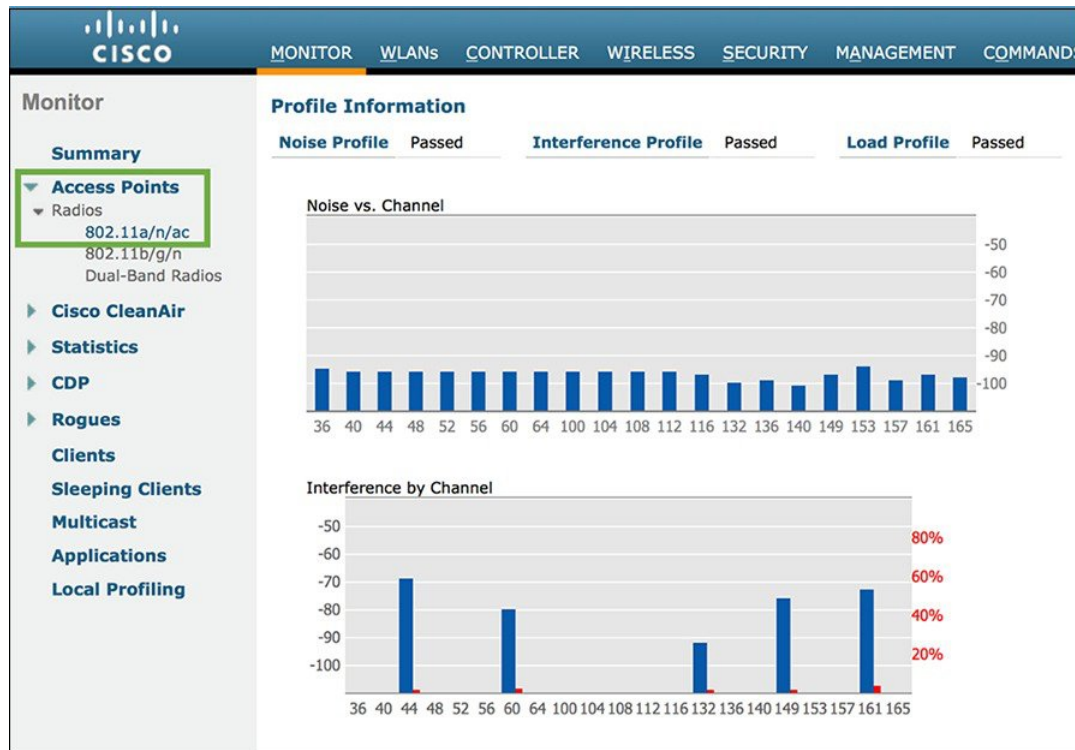 CISCO
MONITOR WLANs CONTROLLER WIRELESS SECURITY MANAGEMENT COMMANDS
Monitor
Summary
Access Points
Radios
802.11a/n/ac
802.11b/g/n
Dual-Band Radios
Cisco CleanAir
Statistics
CDP
Rogues
Clients
Sleeping Clients
Multicast
Applications
Local Profiling
Profile Information
Noise Profile Passed Interference Profile Passed Load Profile Passed
Noise vs. Channel
-50
-60
-70
-80
-90
-100
36 40 44 48 52 56 60 64 100 104 108 112 116 132 136 140 149 153 157 161 165
Interference by Channel
-50
-60
-70
-80
-90
-100
80%
60%
40%
20%
36 40 44 48 52 56 60 64 100 104 108 112 116 132 136 140 149 153 157 161 165